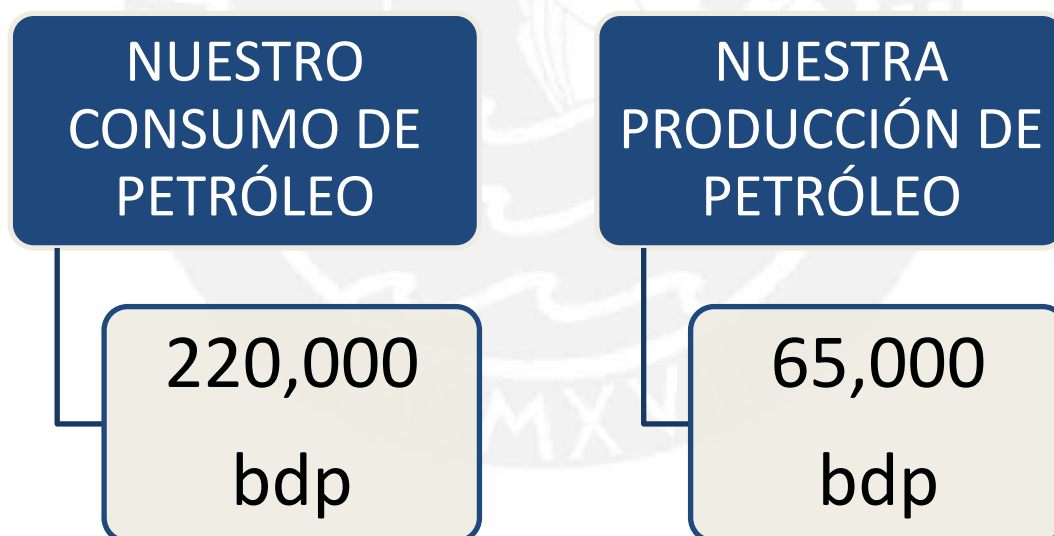 NUESTRO
CONSUMO DE
PETRÓLEO
220,000
bdp
NUESTRA
PRODUCCIÓN DE
PETRÓLEO
65,000
bdp